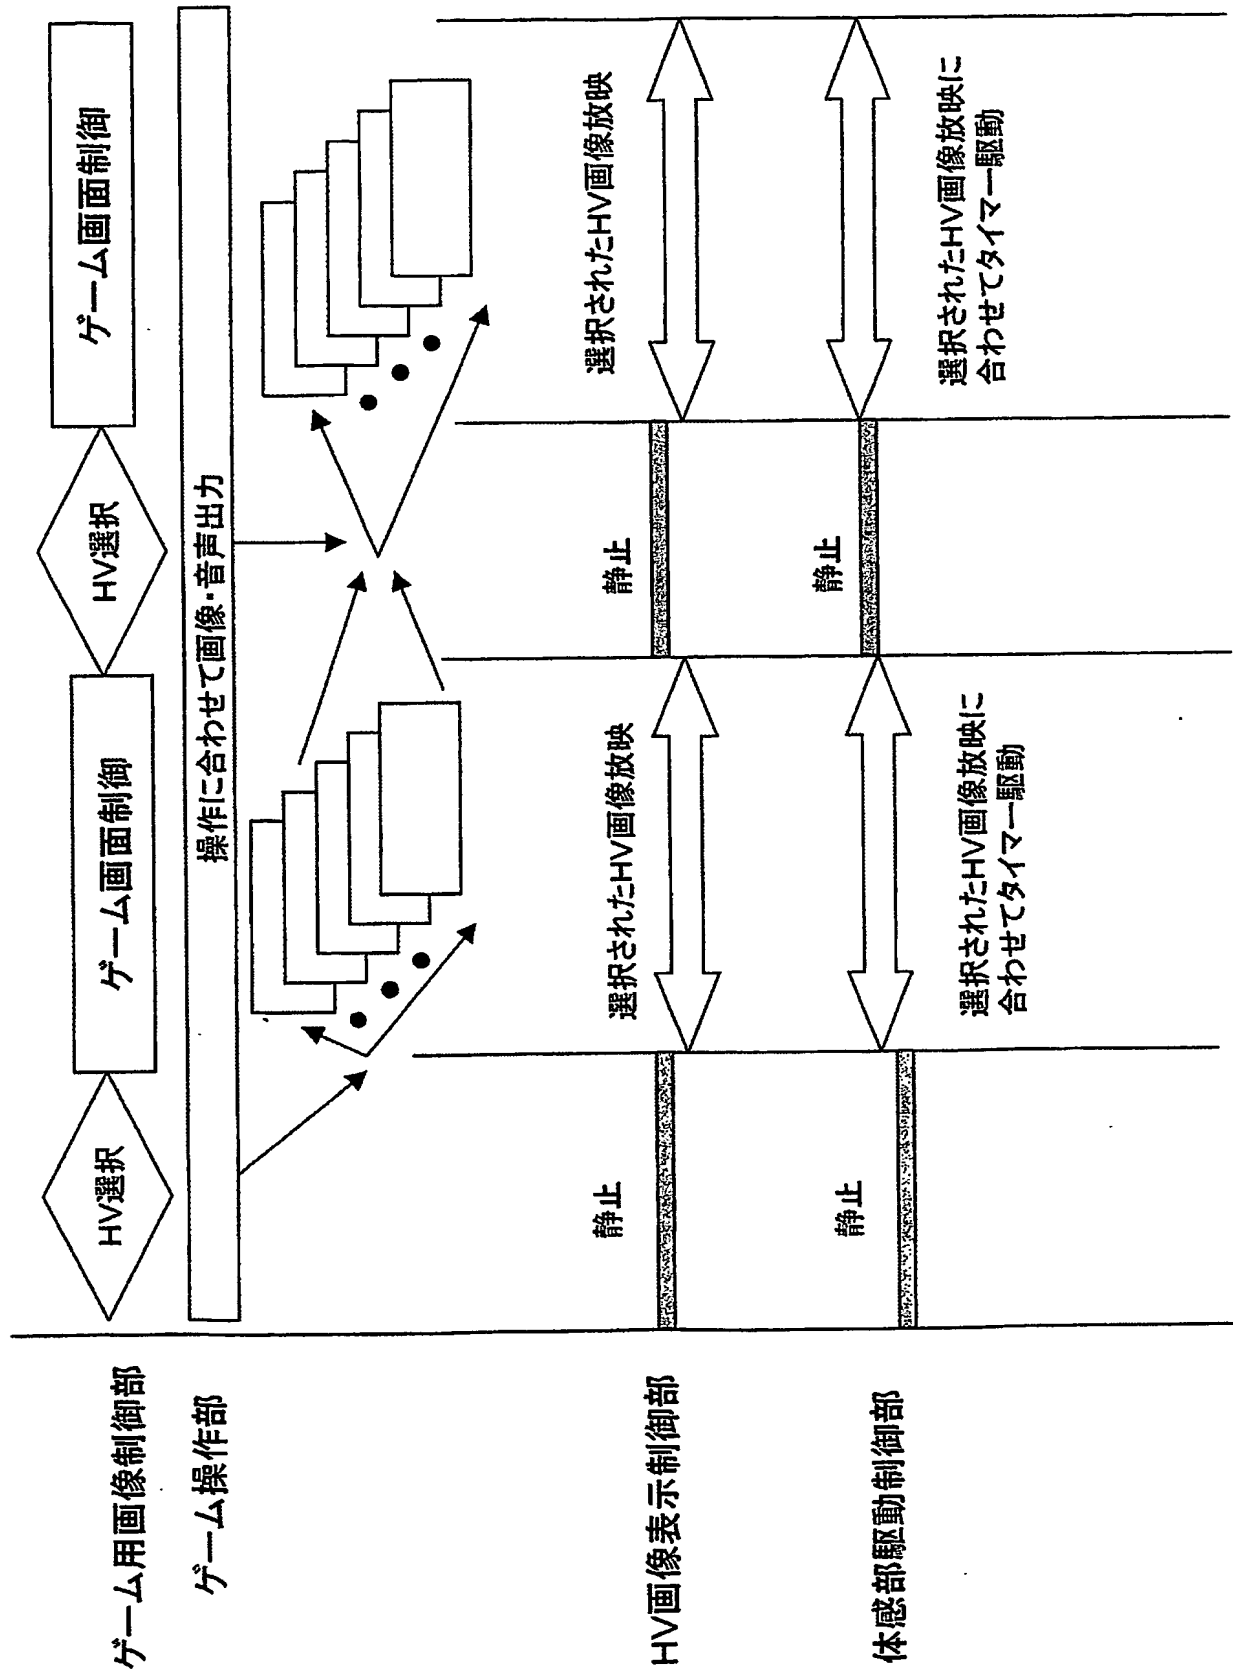 ゲーム用画像制御部
HV選択
ゲーム画面制御
HV選択
ゲーム画面制御
ゲーム操作部
操作に合わせて画像・音声出力
HV画像表示制御部
静止
選択されたHV画像放映
静止
選択されたHV画像放映
体感部駆動制御部
静止
選択されたHV画像放映に
合わせてタイマー駆動
静止
選択されたHV画像放映に
合わせてタイマー駆動